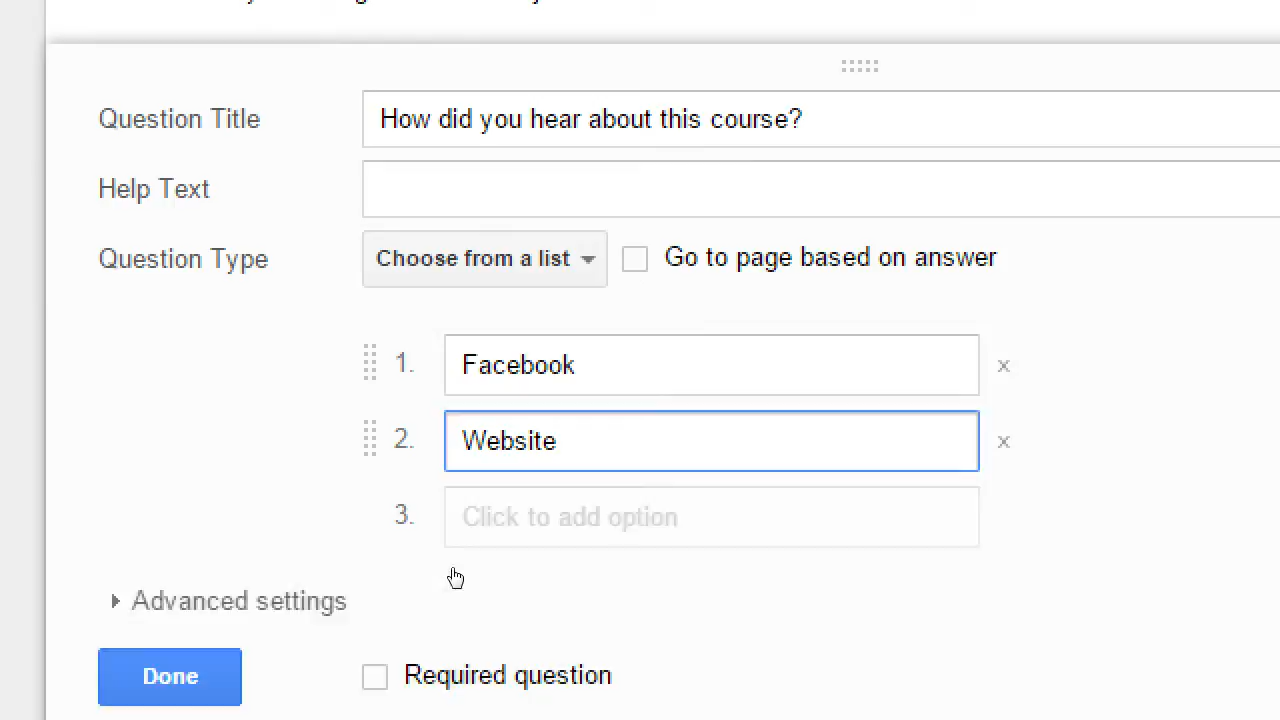 Question Title How did you hear about this course?
Help Text
Question Type Choose from a list Go to page based on answer
1. Facebook x
2. Website x
3. Click to add option
Advanced settings
Done Required question